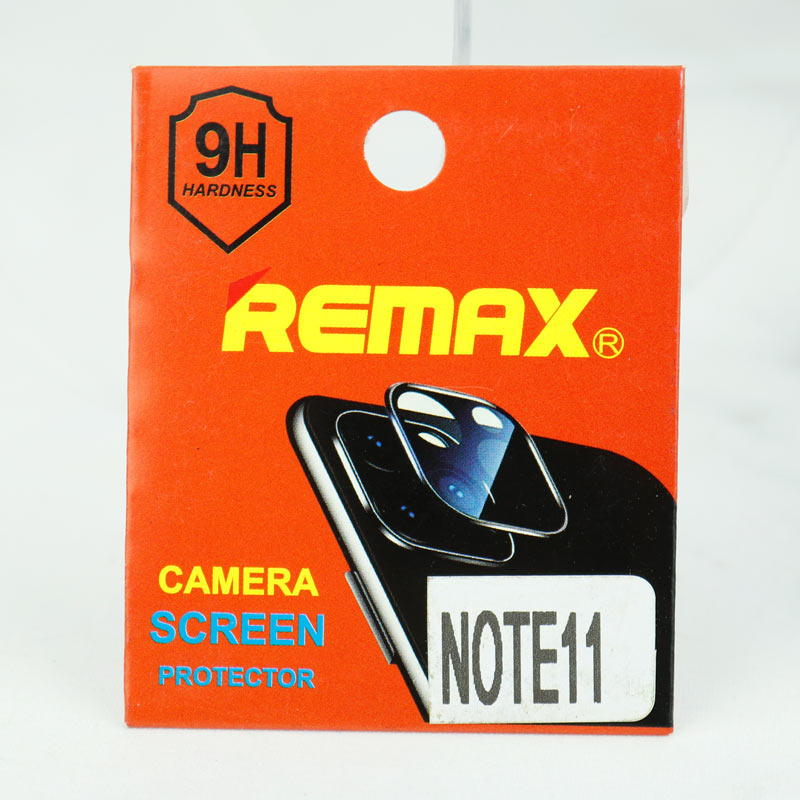 9H
HARDNESS
REMAX®
CAMERA
SCREEN
PROTECTOR
NOTE11